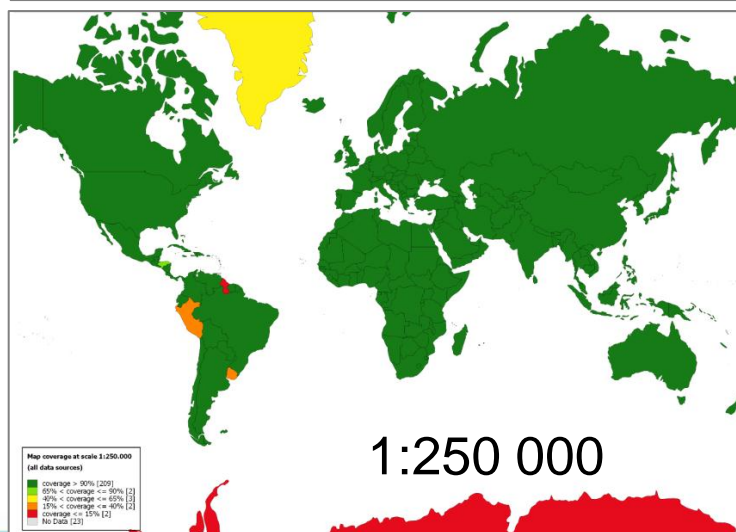 1:250 000
Map coverage at scale 1:250.000
(all data sources)
coverage > 90% [209]
65% < coverage <= 90% [2]
40% < coverage <= 65% [3]
15% < coverage <= 40% [2]
coverage <= 15% [2]
No Data [23]